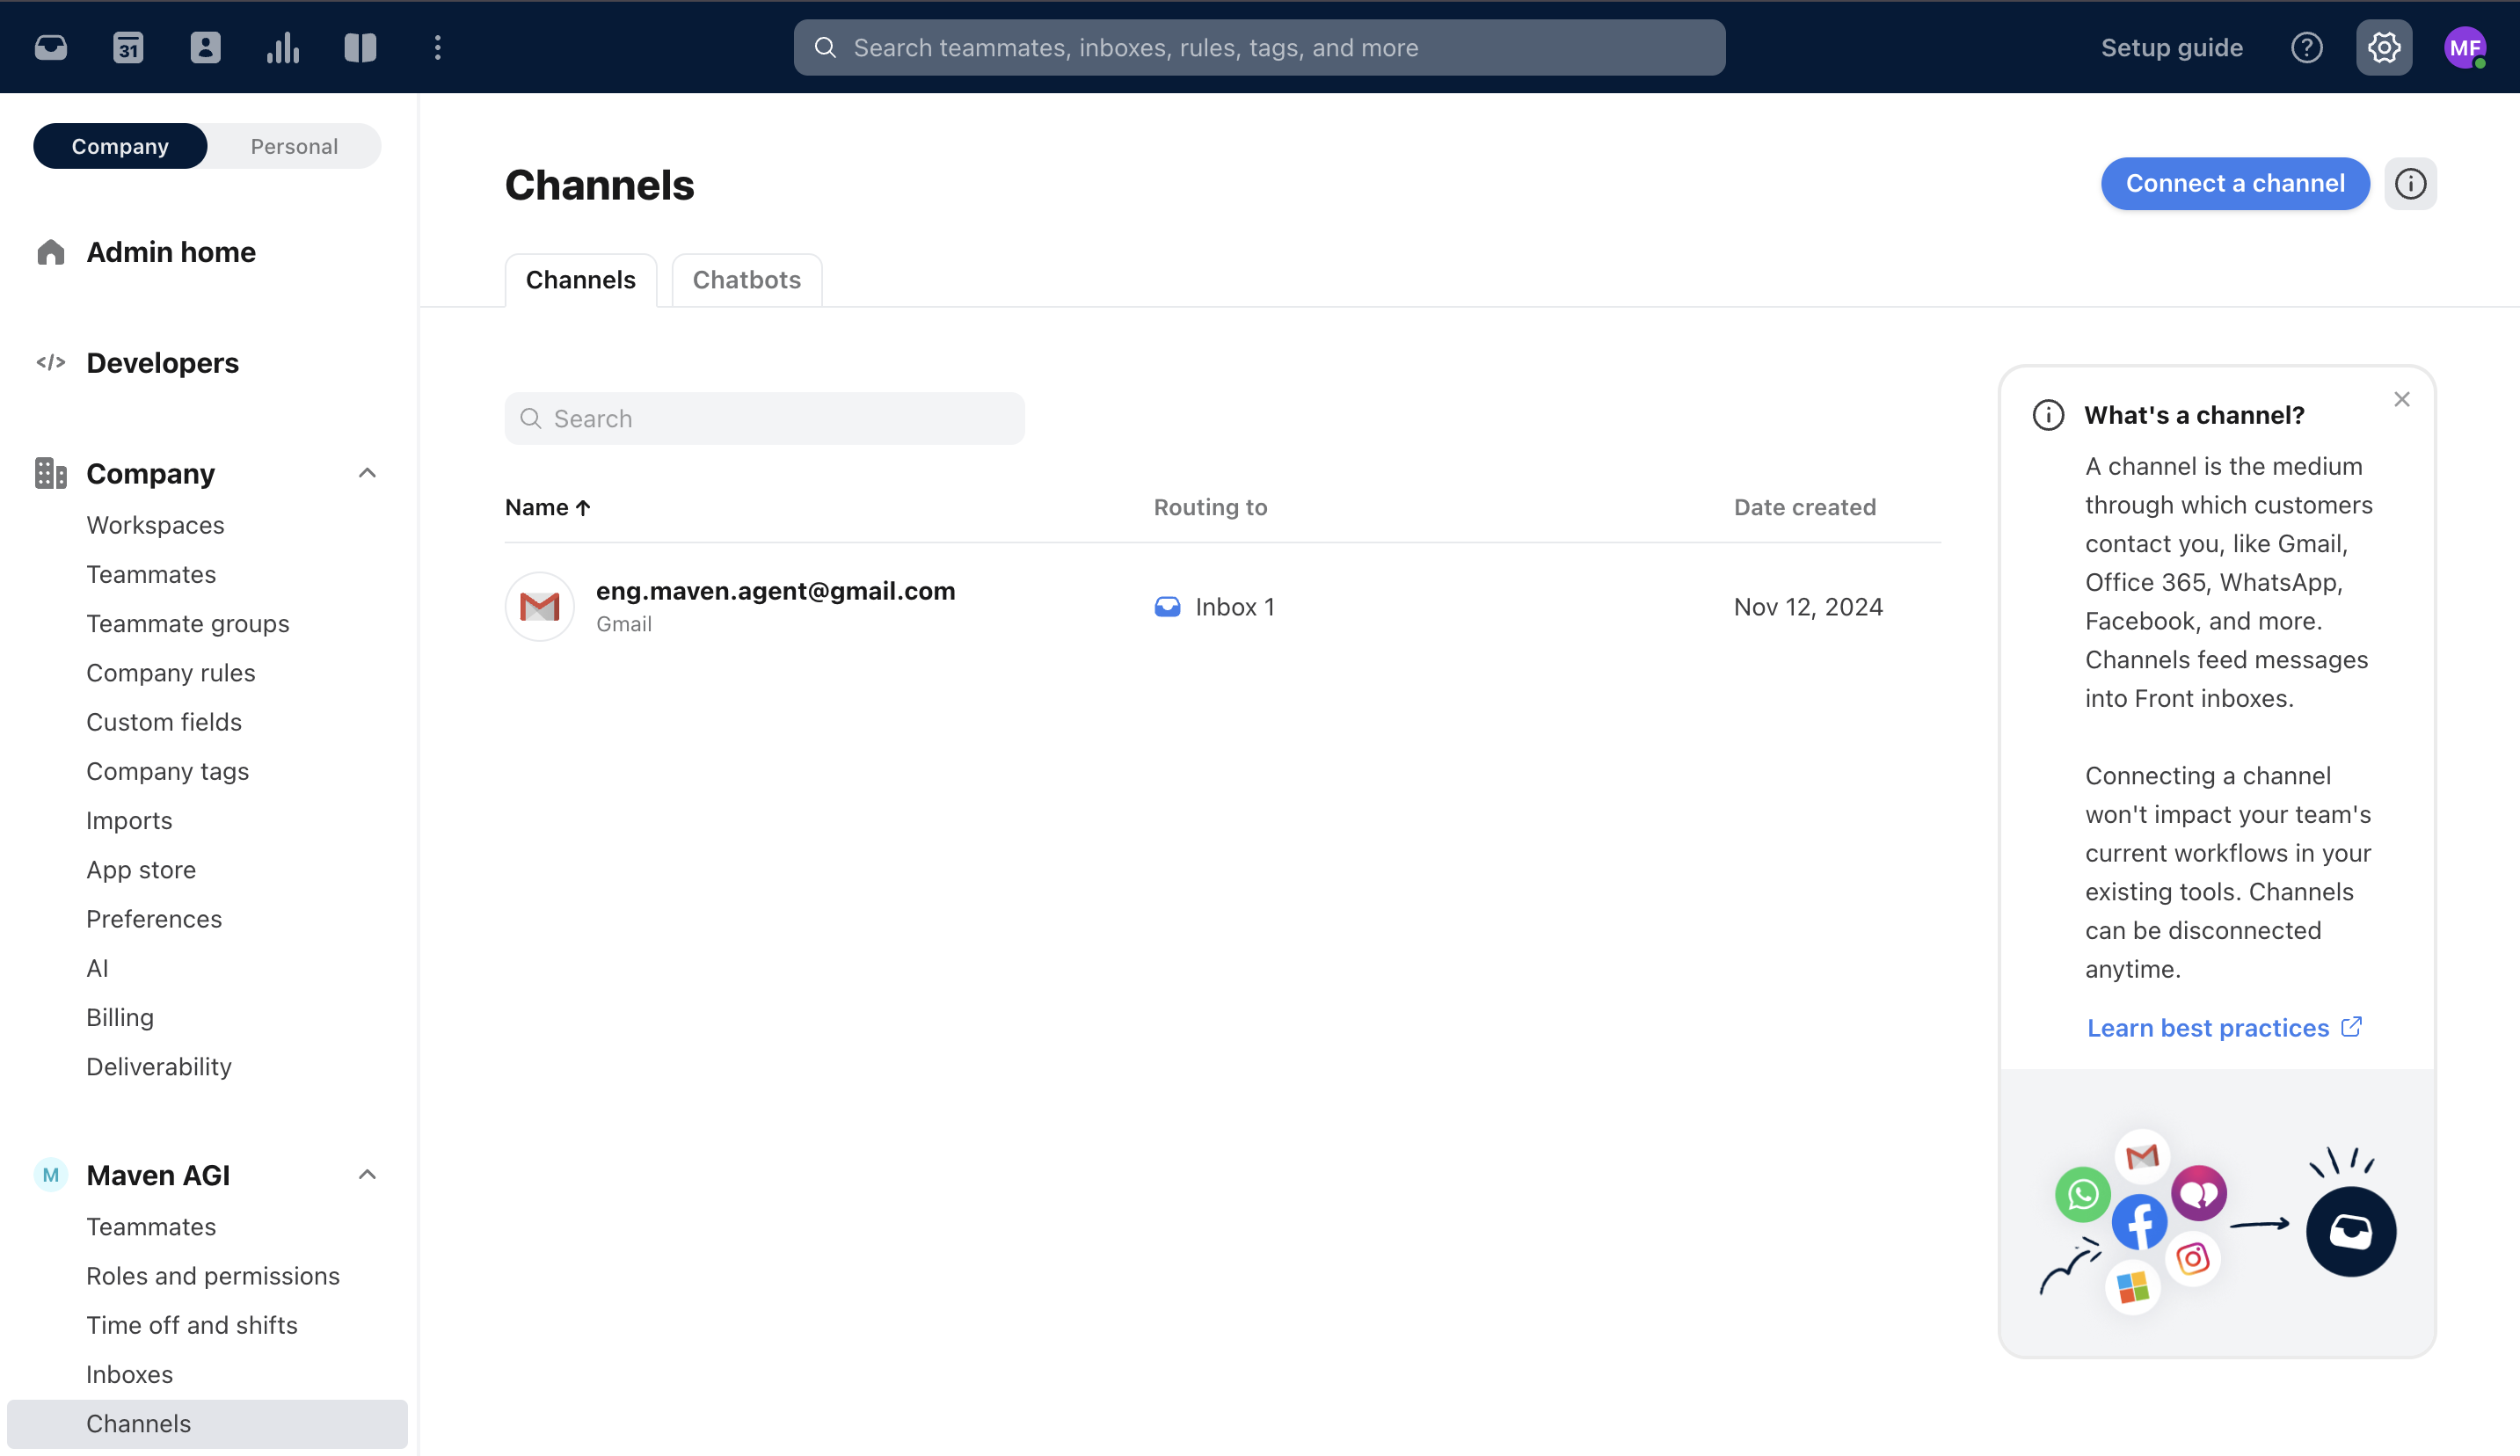 31
Search teammates, inboxes, rules, tags, and more
Setup guide
MF
Company
Personal
Admin home
Developers
Company
Workspaces
Teammates
Teammate groups
Company rules
Custom fields
Company tags
Imports
App store
Preferences
AI
Billing
Deliverability
M
Maven AGI
Teammates
Roles and permissions
Time off and shifts
Inboxes
Channels
Channels
Connect a channel
Channels
Chatbots
Search
Name
Routing to
Date created
eng.maven.agent@gmail.com
Gmail
Inbox 1
Nov 12, 2024
What's a channel?
A channel is the medium
through which customers
contact you, like Gmail,
Office 365, WhatsApp,
Facebook, and more.
Channels feed messages
into Front inboxes.
Connecting a channel
won't impact your team's
current workflows in your
existing tools. Channels
can be disconnected
anytime.
Learn best practices